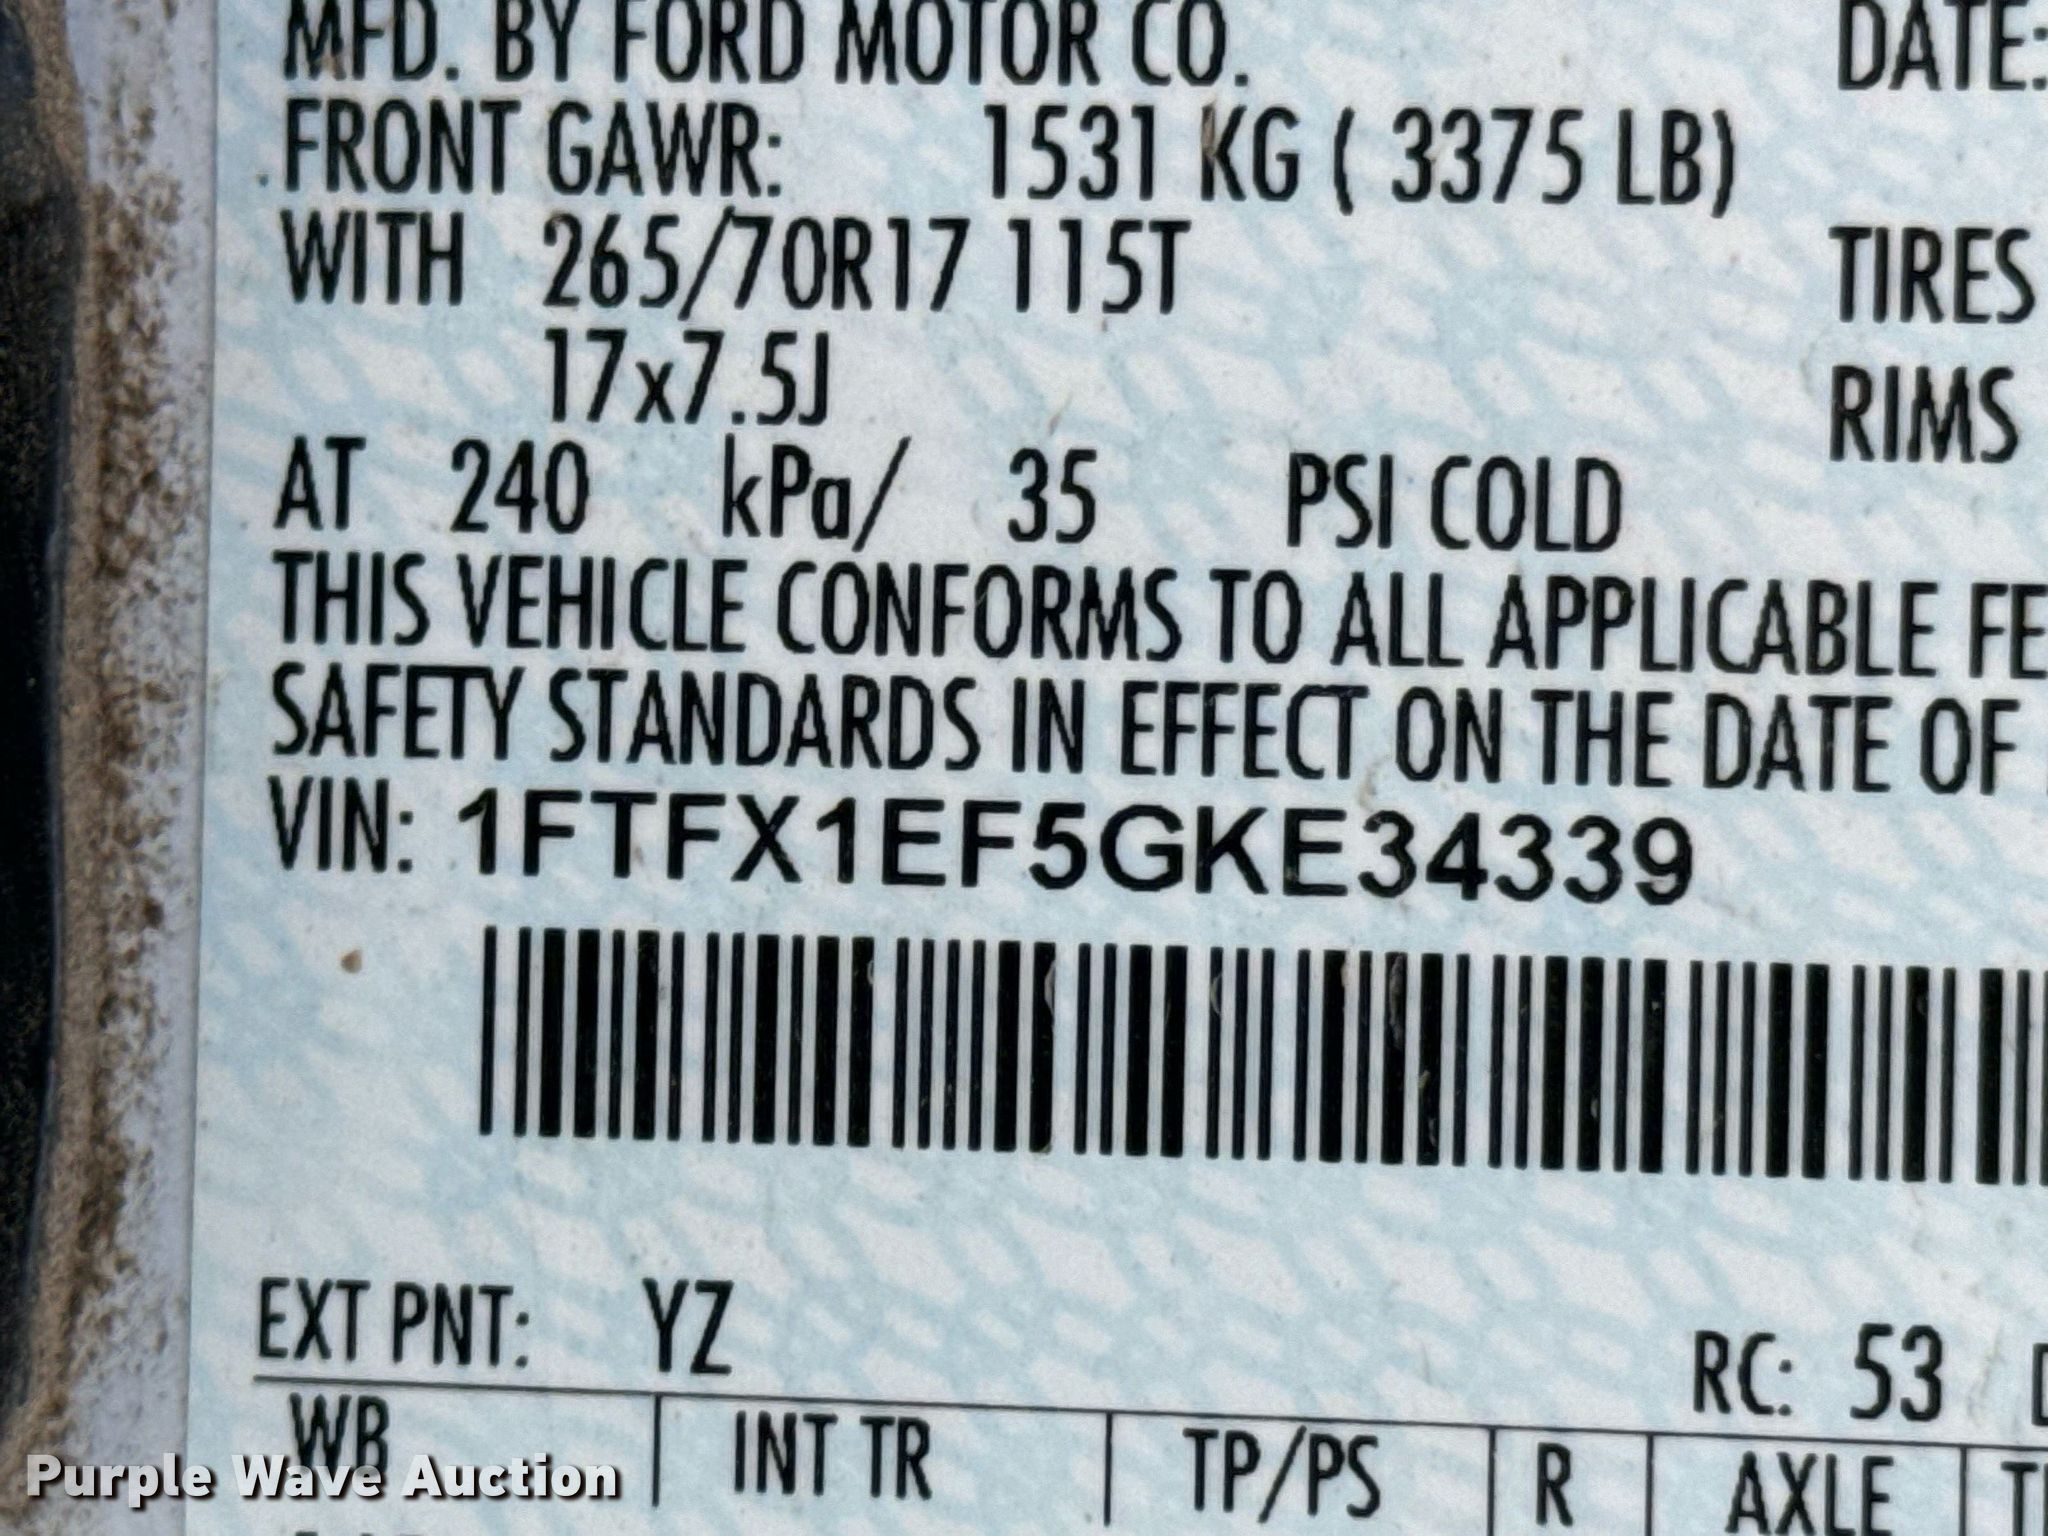 MFD. BY FORD MOTOR CO. DATE:
FRONT GAWR: 1531 KG ( 3375 LB)
WITH 265/70R17 115T TIRES
17x7.5J RIMS
AT 240 kPa/ 35 PSI COLD
THIS VEHICLE CONFORMS TO ALL APPLICABLE FE
SAFETY STANDARDS IN EFFECT ON THE DATE OF
VIN: 1FTFX1EF5GKE34339
EXT PNT: YZ RC: 53
WB INT TR TP/PS R AXLE
Purple Wave Auction